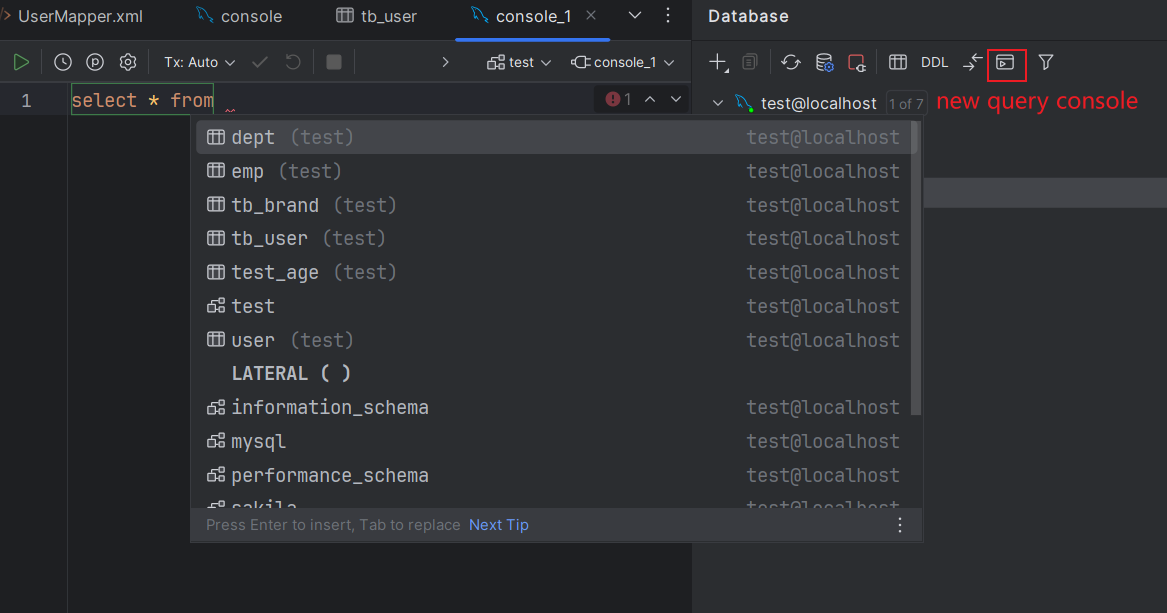 UserMapper.xml console tb_user console_1 Database
Tx: Auto test console_1 DDL
test@localhost 1 of 7 new query console
1 select * from 1
dept (test) test@localhost
emp (test) test@localhost
tb_brand (test) test@localhost
tb_user (test) test@localhost
test_age (test) test@localhost
test test@localhost
user (test) test@localhost
LATERAL ( )
information_schema test@localhost
mysql test@localhost
performance_schema test@localhost
sakila test@localhost
Press Enter to insert, Tab to replace Next Tip